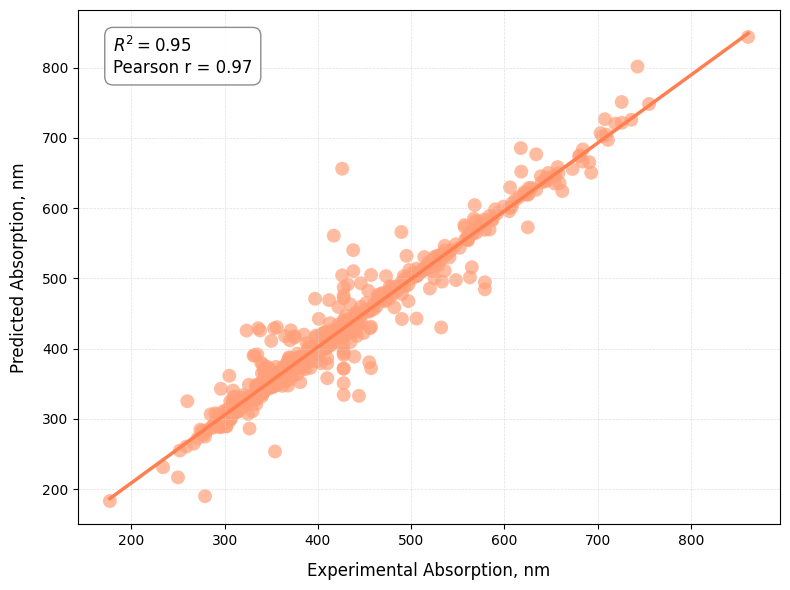 R² = 0.95
Pearson r = 0.97
Predicted Absorption, nm
800
700
600
500
400
300
200
200 300 400 500 600 700 800
Experimental Absorption, nm